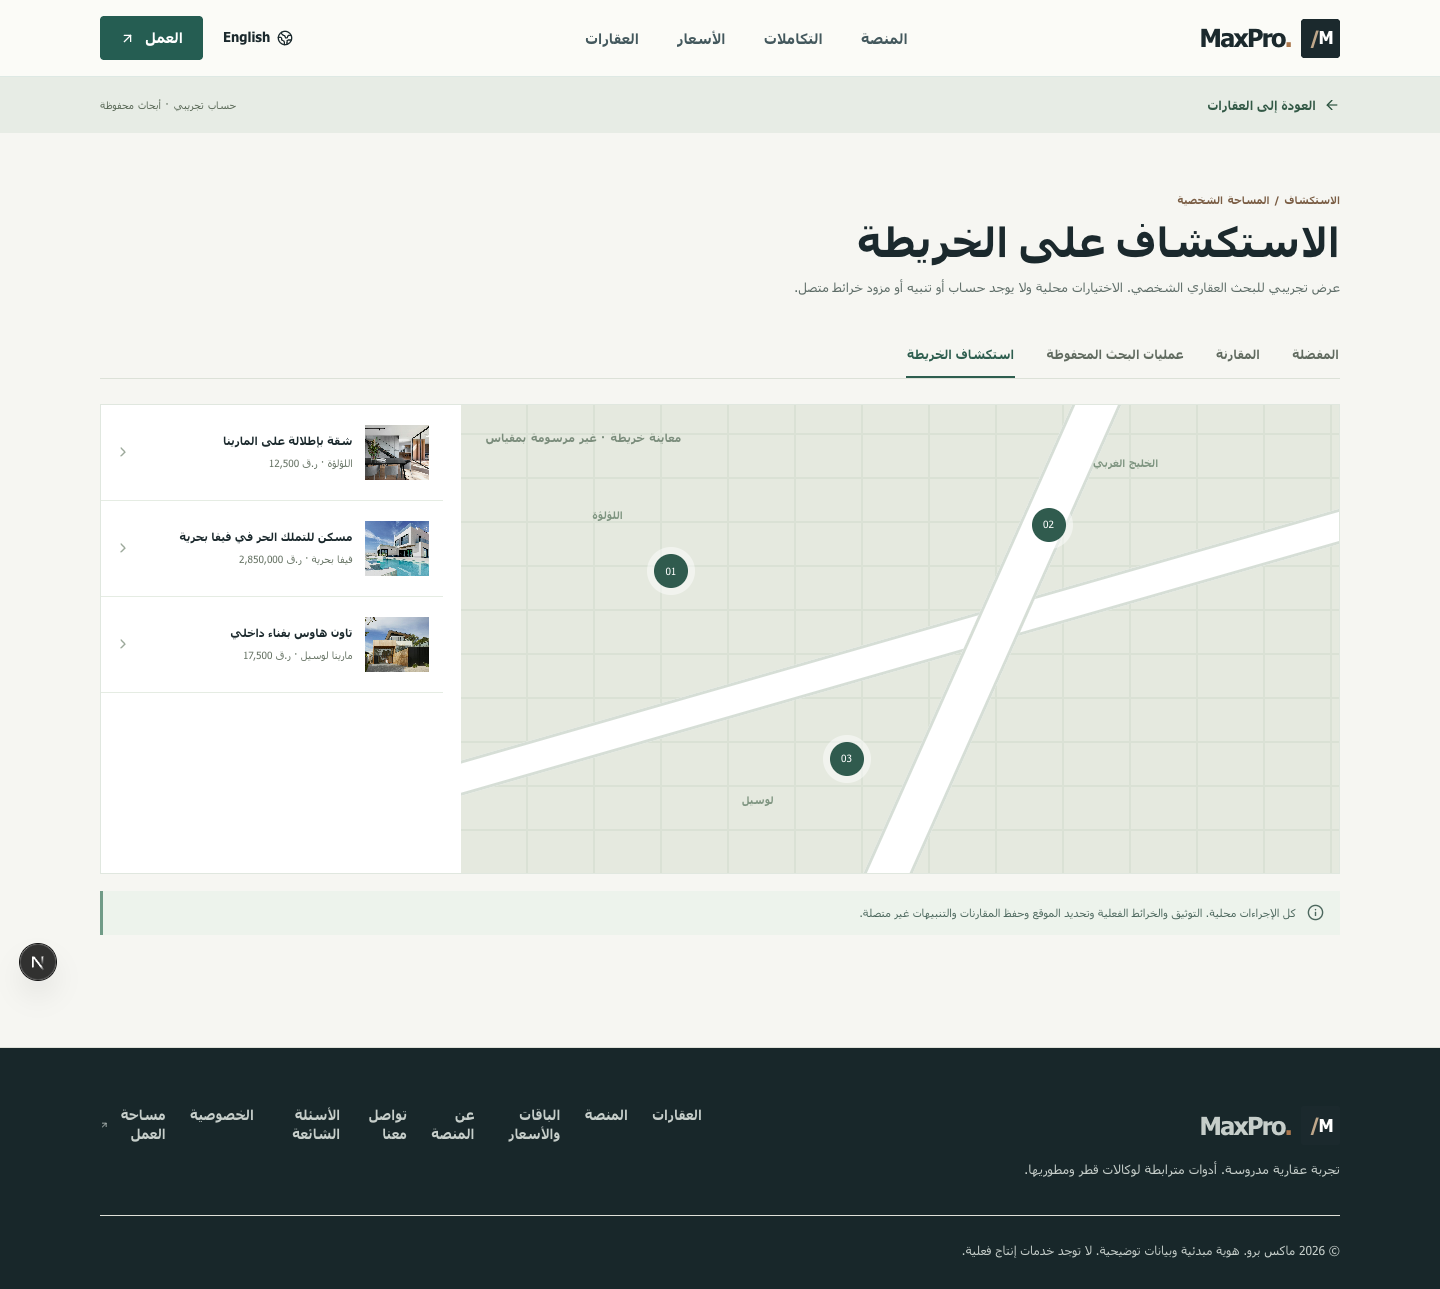 M/ MaxPro.
المنصة
التكاملات
الأسعار
العقارات
English
العمل
العودة إلى العقارات
حساب تجريبي · أبحاث محفوظة
الاستكشاف / المساحة الشخصية
الاستكشاف على الخريطة
عرض تجريبي للبحث العقاري الشخصي. الاختيارات محلية ولا يوجد حساب أو تنبيه أو مزود خرائط متصل.
المفضلة
المقارنة
عمليات البحث المحفوظة
استكشاف الخريطة
معاينة خريطة · غير مرسومة بمقياس
الخليج الغربي
اللؤلؤة
02
01
03
لوسيل
شقة بإطلالة على المارينا
اللؤلؤة · ر.ق 12,500
مسكن للتملك الحر في فيفا بحرية
فيفا بحرية · ر.ق 2,850,000
تاون هاوس بفناء داخلي
مارينا لوسيل · ر.ق 17,500
كل الإجراءات محلية. التوثيق والخرائط الفعلية وتحديد الموقع وحفظ المقارنات والتنبيهات غير متصلة.
N
M/ MaxPro.
تجربة عقارية مدروسة. أدوات مترابطة لوكالات قطر ومطوريها.
العقارات
المنصة
الباقات
والأسعار
عن
المنصة
تواصل
معنا
الأسئلة
الشائعة
الخصوصية
مساحة
العمل
© 2026 ماكس برو. هوية مبدئية وبيانات توضيحية. لا توجد خدمات إنتاج فعلية.